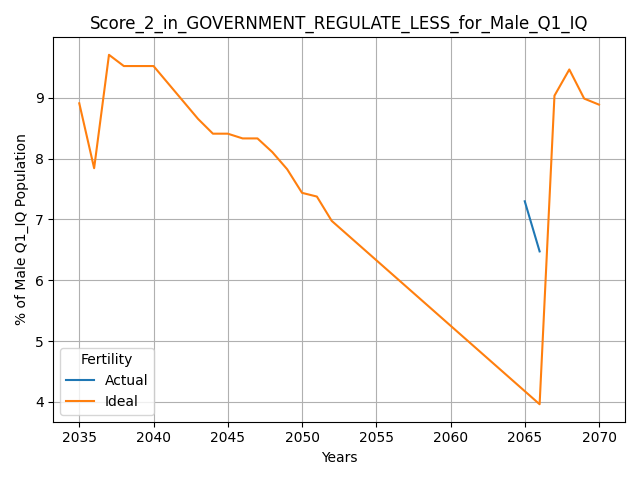 Score_2_in_GOVERNMENT_REGULATE_LESS_for_Male_Q1_IQ
% of Male Q1_IQ Population
9
8
7
6
5
4
Fertility
Actual
Ideal
2035 2040 2045 2050 2055 2060 2065 2070
Years